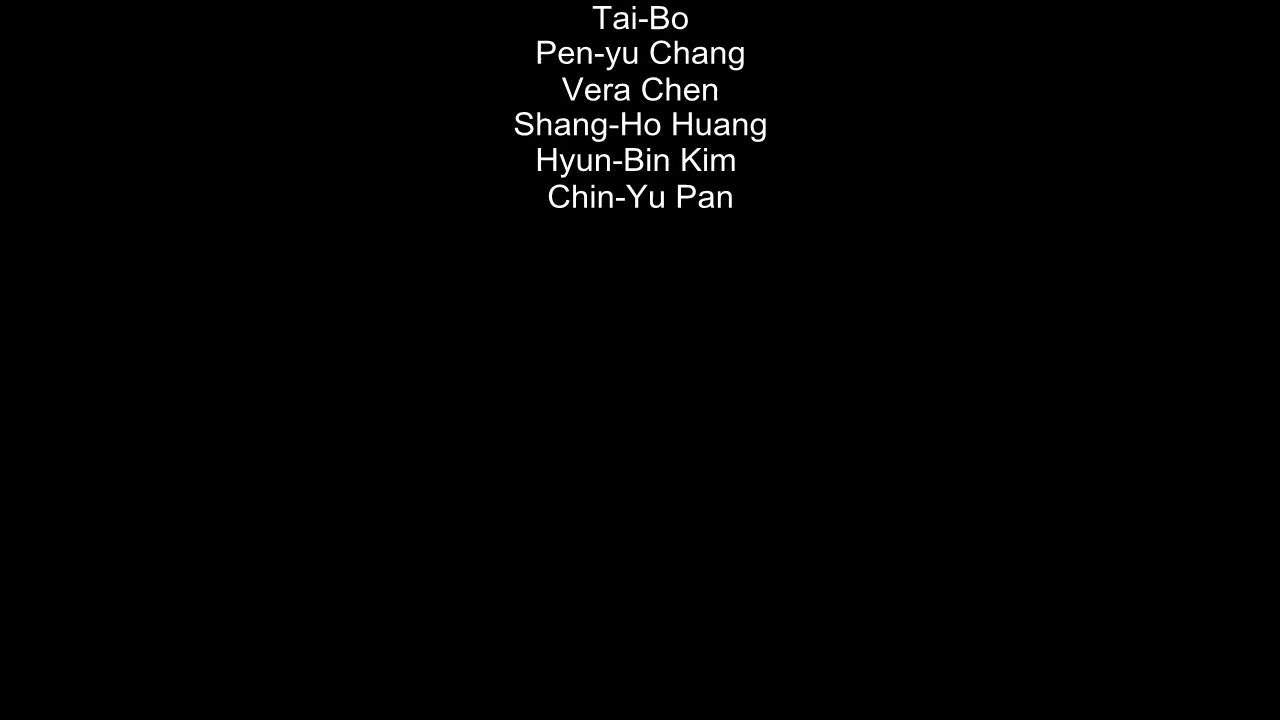 Tai-Bo
Pen-yu Chang
Vera Chen
Shang-Ho Huang
Hyun-Bin Kim
Chin-Yu Pan